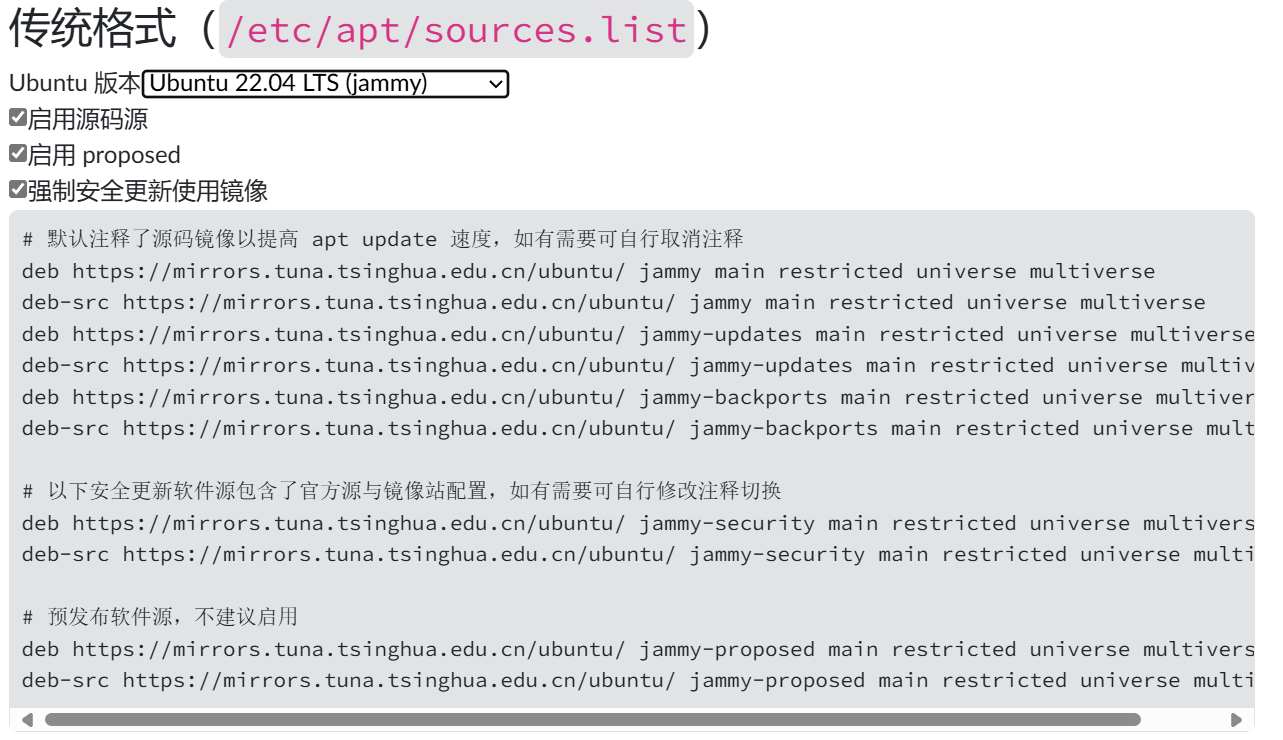 传统格式（/etc/apt/sources.list）
Ubuntu 版本 Ubuntu 22.04 LTS (jammy)
启用源码源
启用 proposed
强制安全更新使用镜像
# 默认注释了源码镜像以提高 apt update 速度，如有需要可自行取消注释
deb https://mirrors.tuna.tsinghua.edu.cn/ubuntu/ jammy main restricted universe multiverse
deb-src https://mirrors.tuna.tsinghua.edu.cn/ubuntu/ jammy main restricted universe multiverse
deb https://mirrors.tuna.tsinghua.edu.cn/ubuntu/ jammy-updates main restricted universe multiverse
deb-src https://mirrors.tuna.tsinghua.edu.cn/ubuntu/ jammy-updates main restricted universe multiv
deb https://mirrors.tuna.tsinghua.edu.cn/ubuntu/ jammy-backports main restricted universe multiver
deb-src https://mirrors.tuna.tsinghua.edu.cn/ubuntu/ jammy-backports main restricted universe mult
# 以下安全更新软件源包含了官方源与镜像站配置，如有需要可自行修改注释切换
deb https://mirrors.tuna.tsinghua.edu.cn/ubuntu/ jammy-security main restricted universe multivers
deb-src https://mirrors.tuna.tsinghua.edu.cn/ubuntu/ jammy-security main restricted universe multi
# 预发布软件源，不建议启用
deb https://mirrors.tuna.tsinghua.edu.cn/ubuntu/ jammy-proposed main restricted universe multivers
deb-src https://mirrors.tuna.tsinghua.edu.cn/ubuntu/ jammy-proposed main restricted universe multi